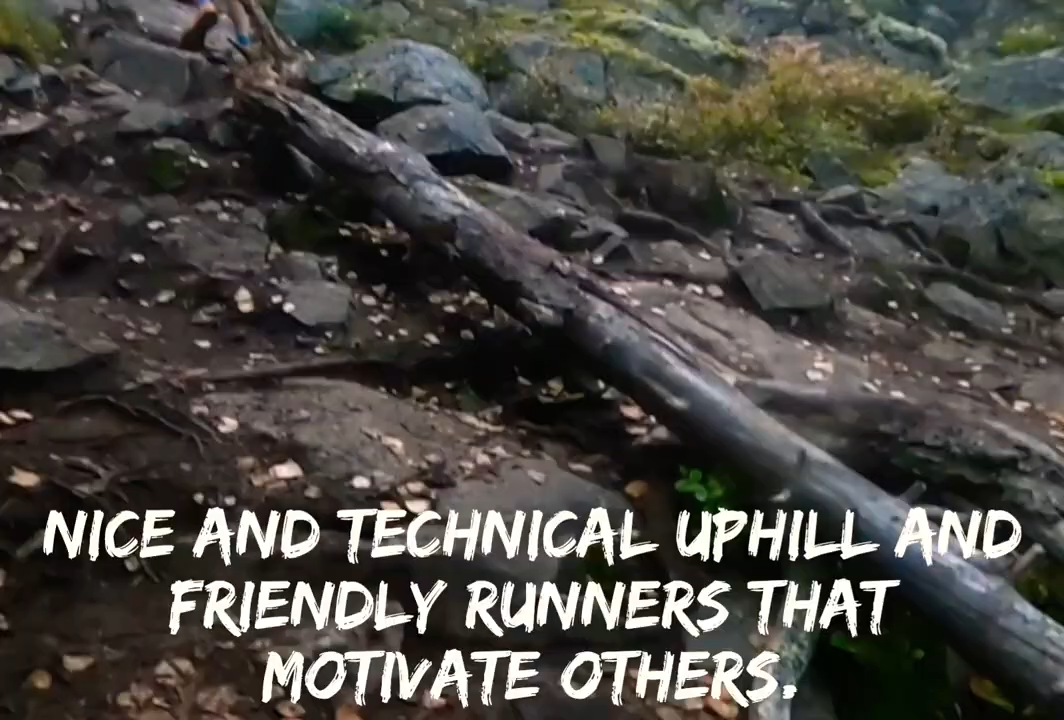 NICE AND TECHNICAL UPHILL AND
FRIENDLY RUNNERS THAT
MOTIVATE OTHERS.